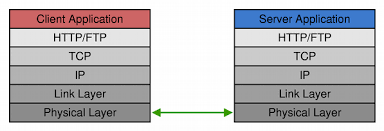 Client Application
HTTP/FTP
TCP
IP
Link Layer
Physical Layer
Server Application
HTTP/FTP
TCP
IP
Link Layer
Physical Layer